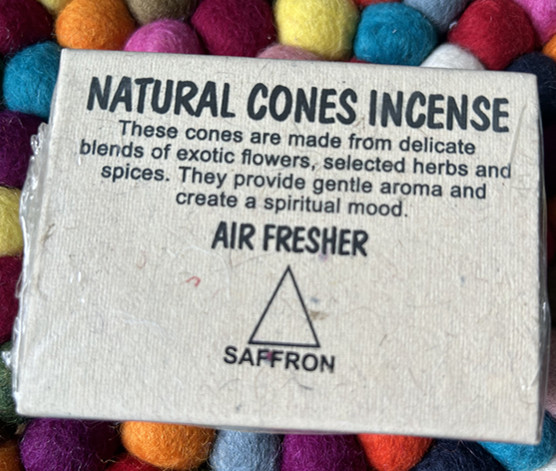 NATURAL CONES INCENSE
These cones are made from delicate
blends of exotic flowers, selected herbs and
spices. They provide gentle aroma and
create a spiritual mood.
AIR FRESHER
SAFFRON